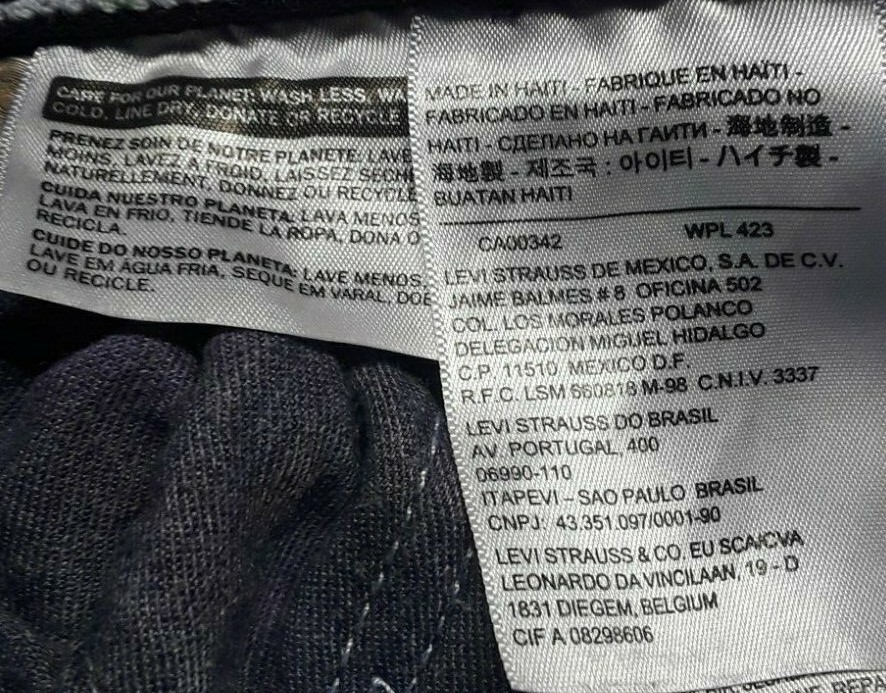 CARE FOR OUR PLANET: WASH LESS, WA
COLD, LINE DRY, DONATE OR RECYCLE
PRENEZ SOIN DE NOTRE PLANETE: LAVE
MOINS, LAVEZ A FROID, LAISSEZ SECH
NATURELLEMENT, DONNEZ OU RECYCLE
CUIDA NUESTRO PLANETA: LAVA MENOS
LAVA EN FRIO, TIENDE LA ROPA, DONA O
RECICLA.
CUIDE DO NOSSO PLANETA: LAVE MENOS,
LAVE EM ÁGUA FRIA, SEQUE EM VARAL, DOE
OU RECICLE.
MADE IN HAITI - FABRIQUE EN HAÏTI -
FABRICADO EN HAITI - FABRICADO NO
HAITI - СДЕЛАНО НА ГАИТИ - 海地制造 -
海地製 - 제조국 : 아이티 - ハイチ製 -
BUATAN HAITI
CA00342 WPL 423
LEVI STRAUSS DE MEXICO, S.A. DE C.V.
JAIME BALMES # 8 OFICINA 502
COL. LOS MORALES POLANCO
DELEGACION MIGUEL HIDALGO
C.P. 11510 MEXICO D.F.
R.F.C. LSM 660818 M-98 C.N.I.V. 3337
LEVI STRAUSS DO BRASIL
AV. PORTUGAL, 400
06990-110
ITAPEVI – SAO PAULO BRASIL
CNPJ: 43.351.097/0001-90
LEVI STRAUSS & CO. EU SCA/CVA
LEONARDO DA VINCILAAN, 19 - D
1831 DIEGEM, BELGIUM
CIF A 08298606